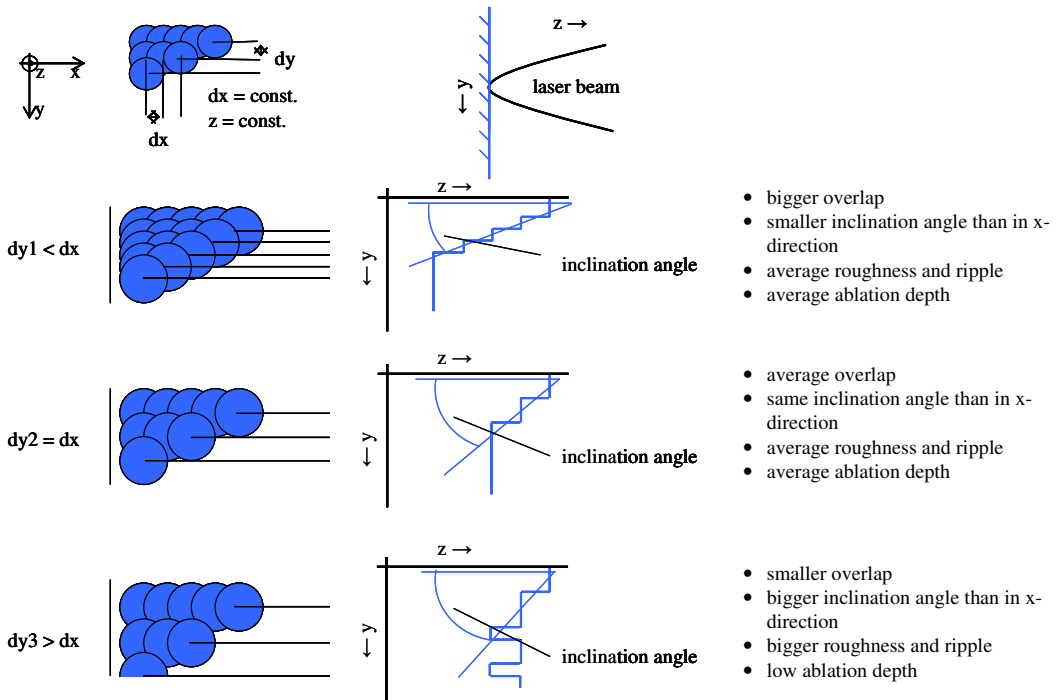 z →
z
x
dy
y
dx = const.
z = const.
dx
← y
laser beam
z →
dy1 < dx
← y
inclination angle
• bigger overlap
• smaller inclination angle than in x-
direction
• average roughness and ripple
• average ablation depth
z →
dy2 = dx
← y
inclination angle
• average overlap
• same inclination angle than in x-
direction
• average roughness and ripple
• average ablation depth
z →
dy3 > dx
← y
inclination angle
• smaller overlap
• bigger inclination angle than in x-
direction
• bigger roughness and ripple
• low ablation depth